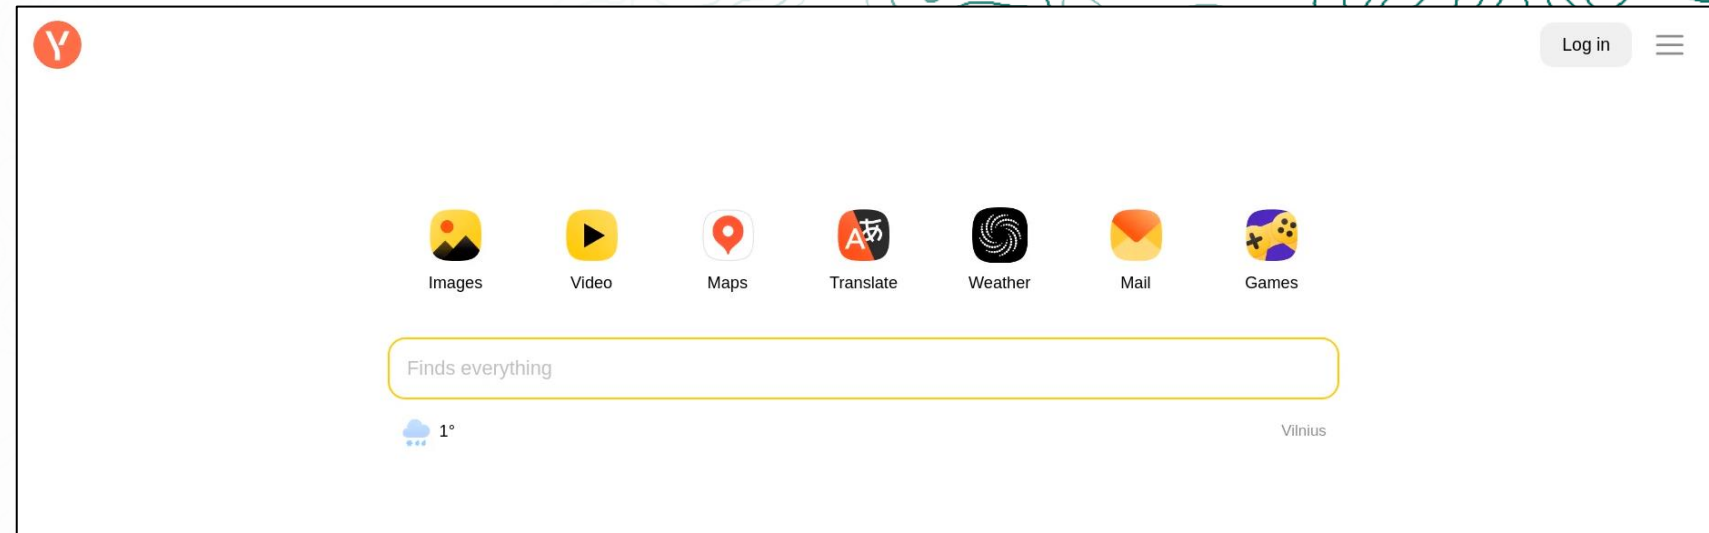 Y
Log in
Images
Video
Maps
Translate
Weather
Mail
Games
Finds everything
1°
Vilnius